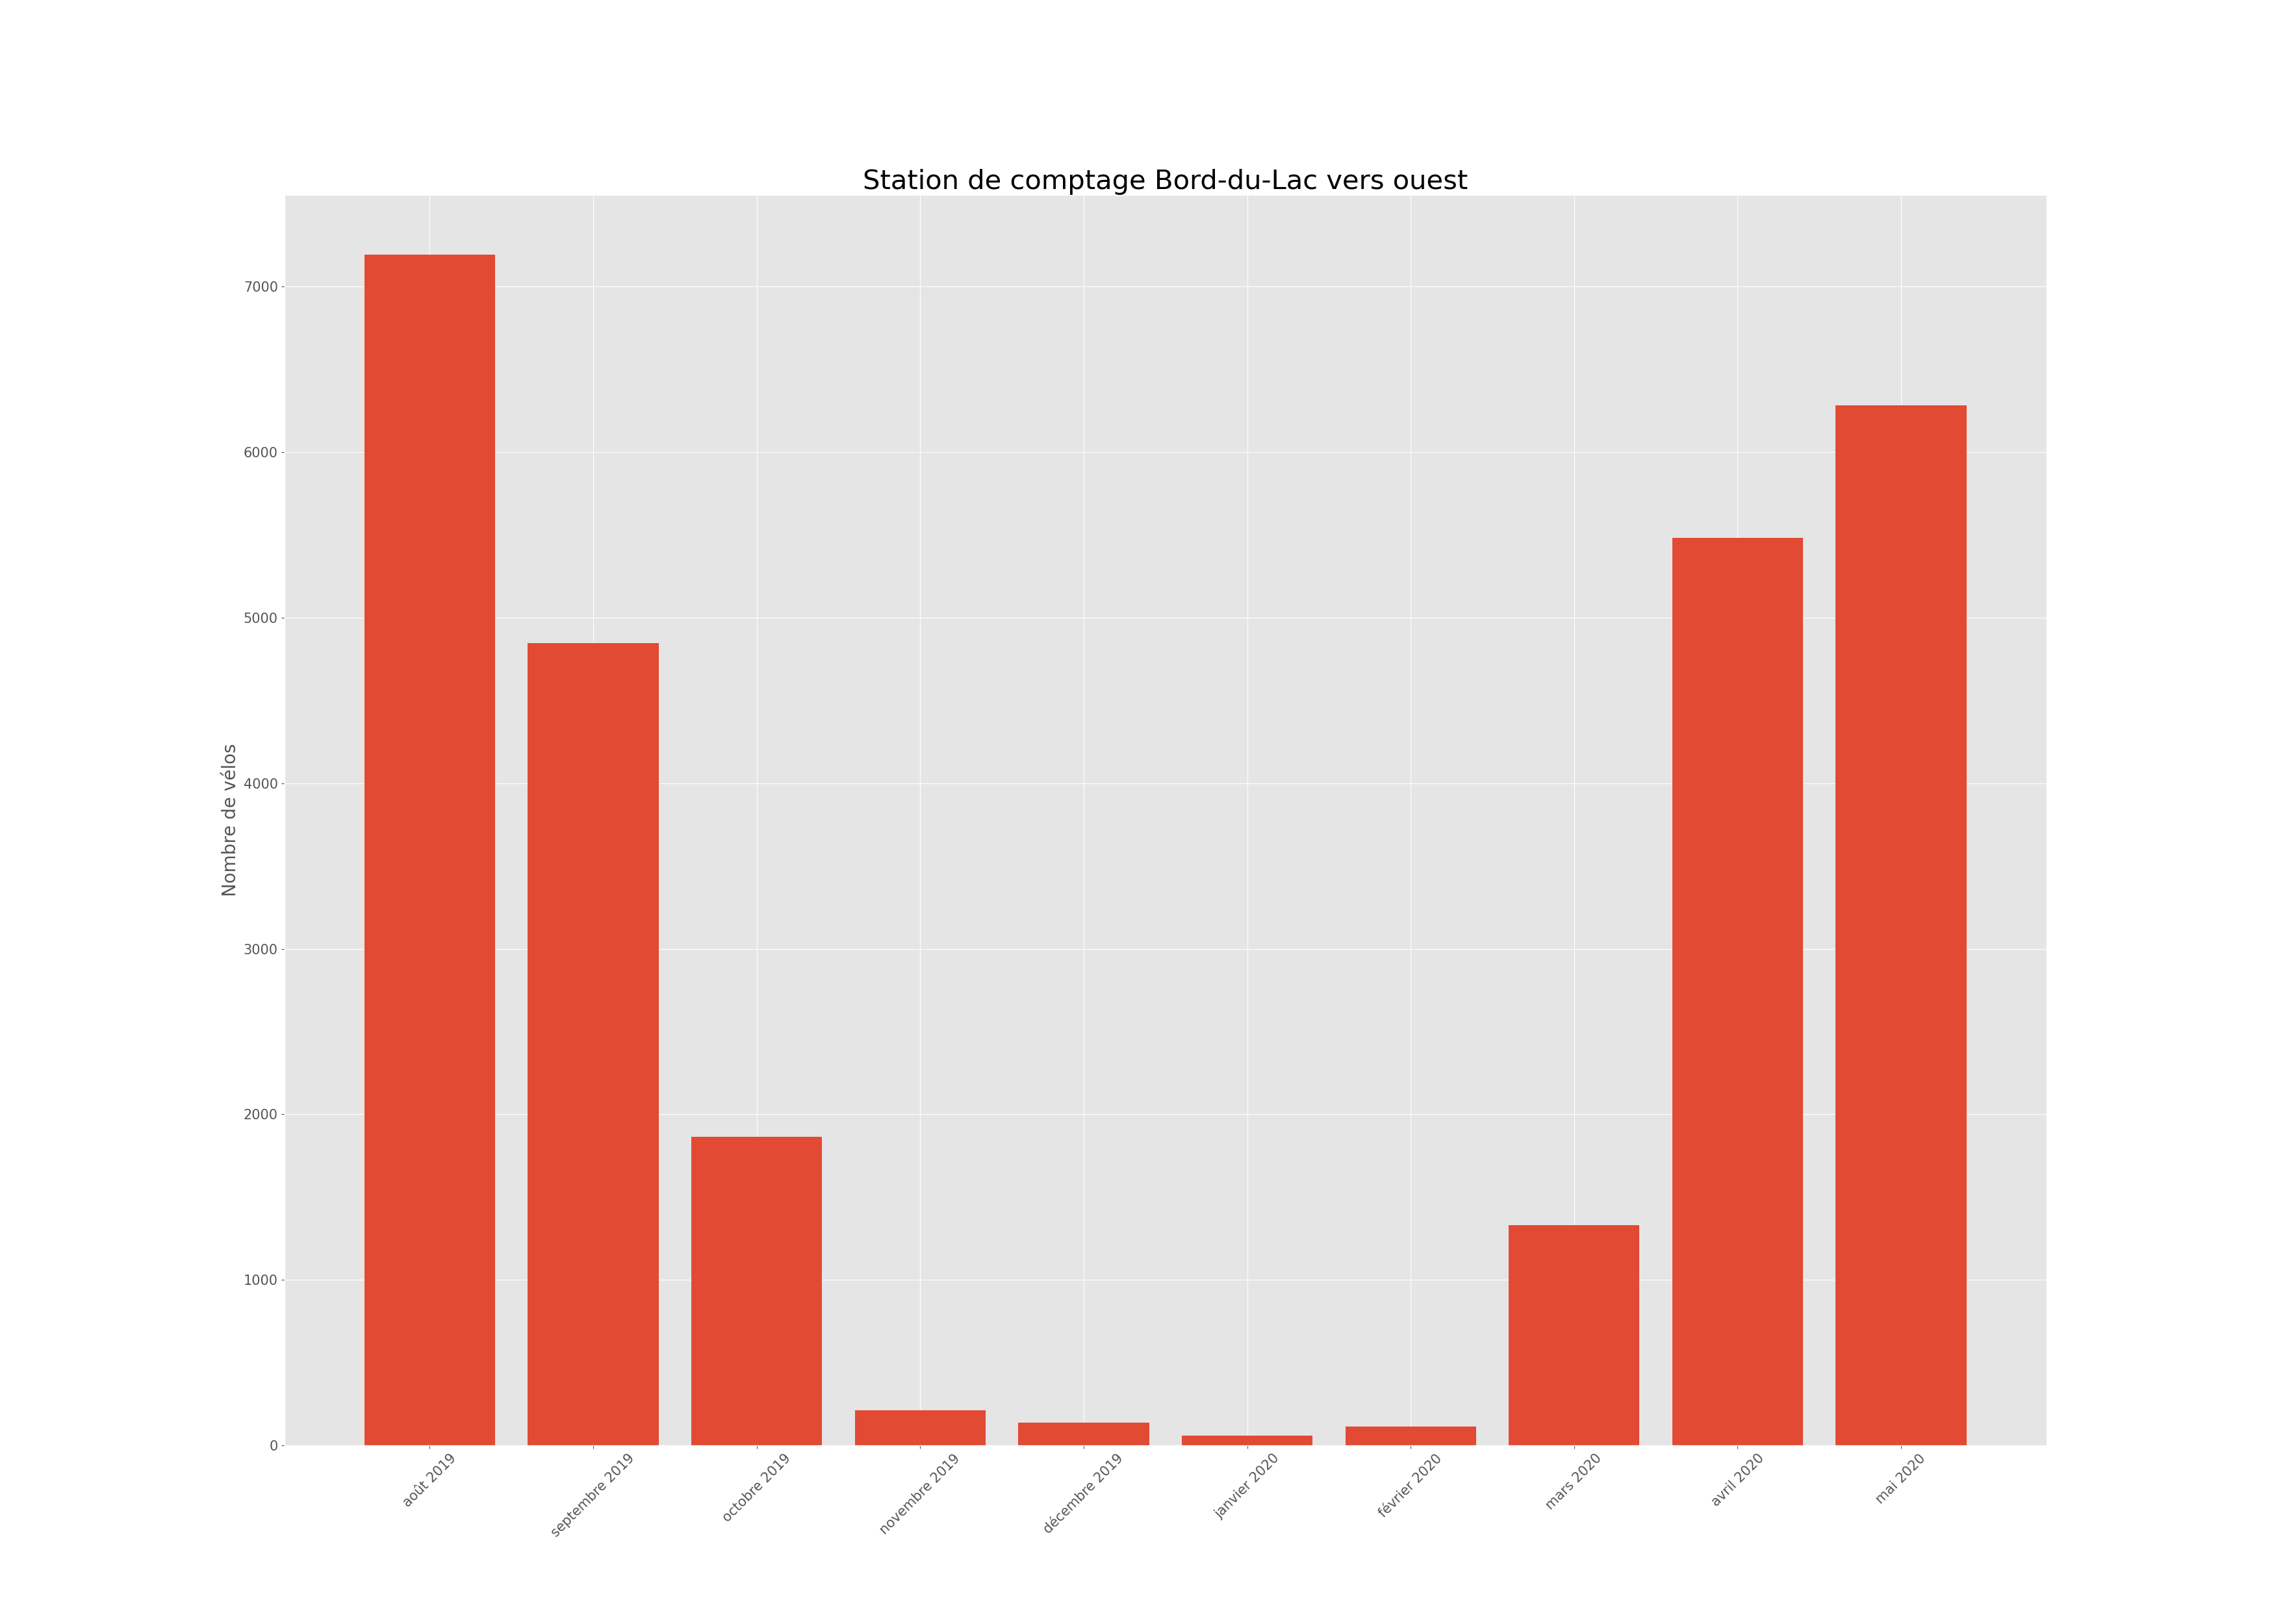 Station de comptage Bord-du-Lac vers ouest
Nombre de vélos
7000
6000
5000
4000
3000
2000
1000
0
août 2019
septembre 2019
octobre 2019
novembre 2019
décembre 2019
janvier 2020
février 2020
mars 2020
avril 2020
mai 2020